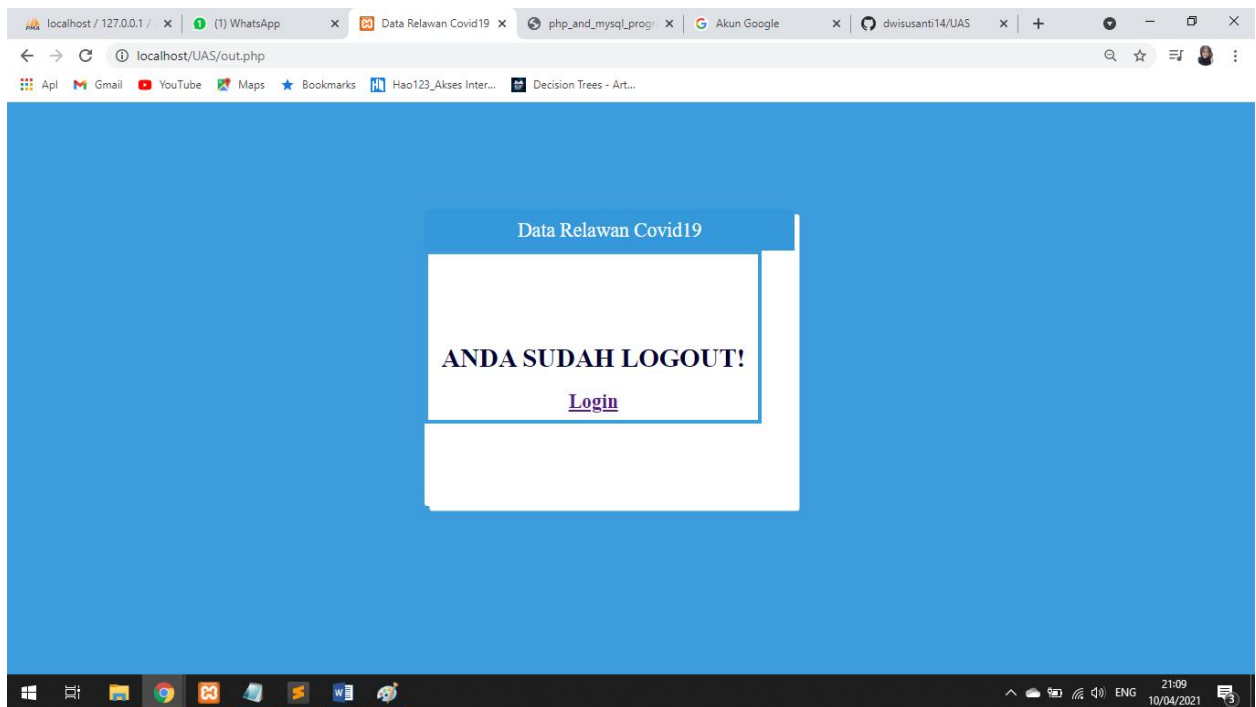 localhost / 127.0.0.1 /
(1) WhatsApp
Data Relawan Covid19
php_and_mysql_progr
Akun Google
dwisusanti14/UAS
localhost/UAS/out.php
Apl
Gmail
YouTube
Maps
Bookmarks
Hao123_Akses Inter...
Decision Trees - Art...
Data Relawan Covid19
ANDA SUDAH LOGOUT!
Login
ENG
21:09
10/04/2021